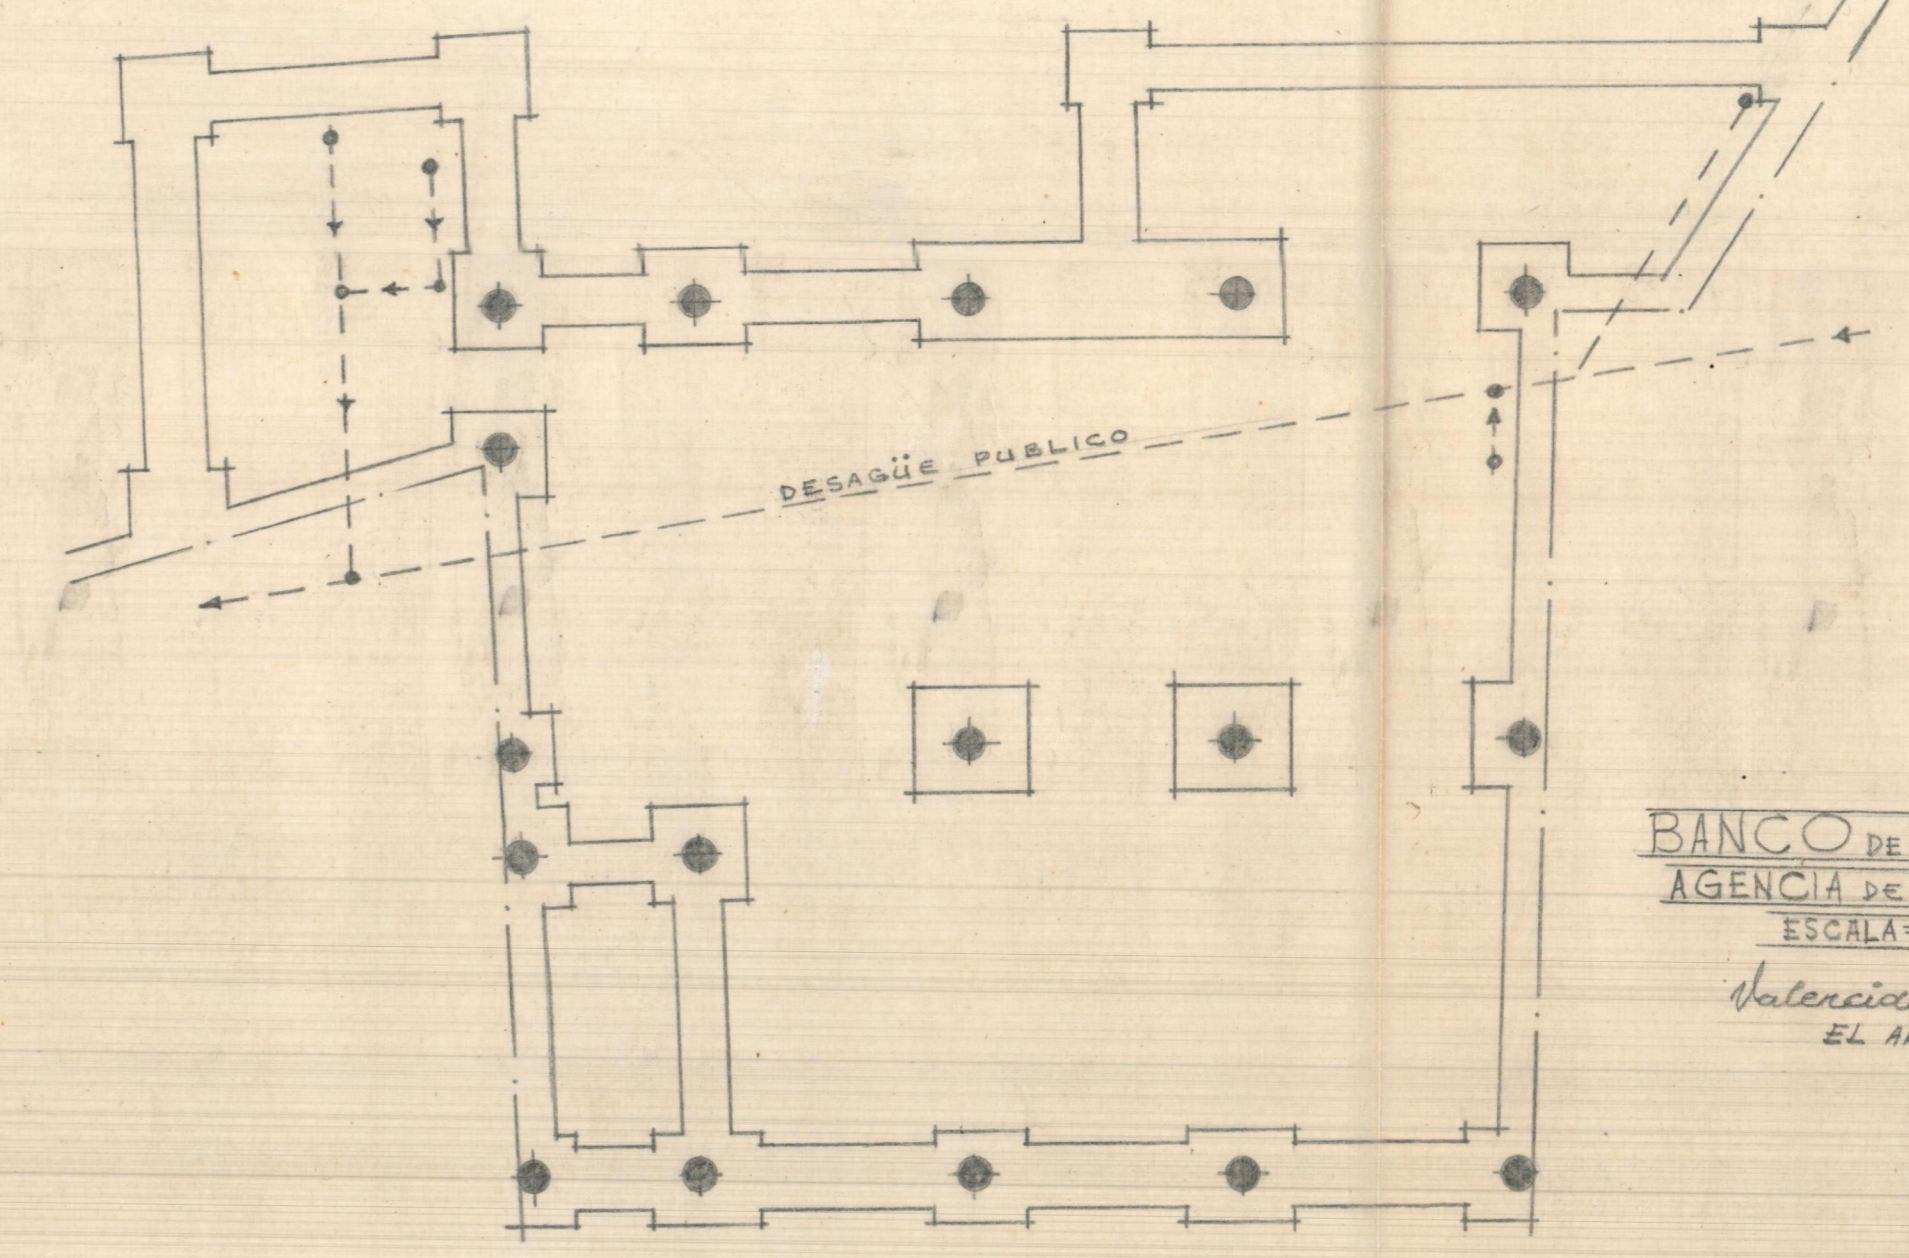 DESAGÜE PUBLICO
BANCO DE
AGENCIA DE
ESCALA=
Valencia
EL